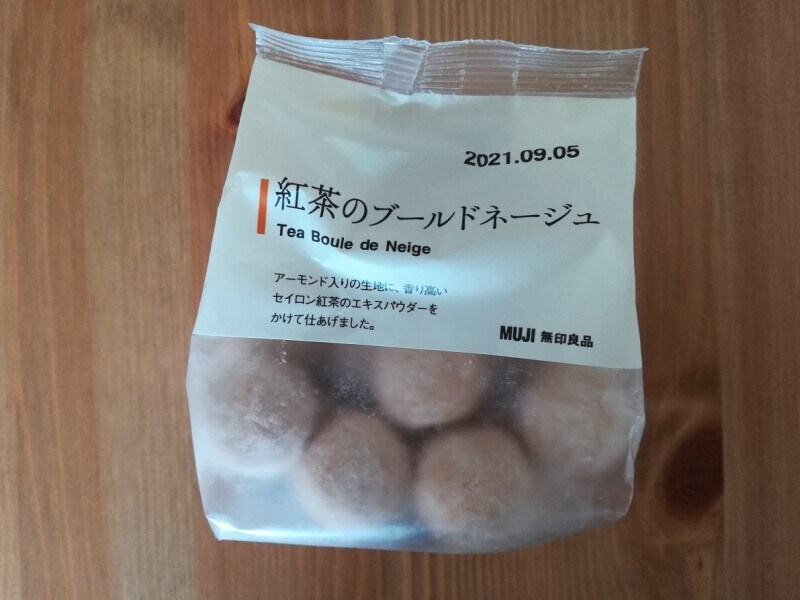 2021.09.05
紅茶のブールドネージュ
Tea Boule de Neige
アーモンド入りの生地に、香り高い
セイロン紅茶のエキスパウダーを
かけて仕あげました。
MUJI 無印良品